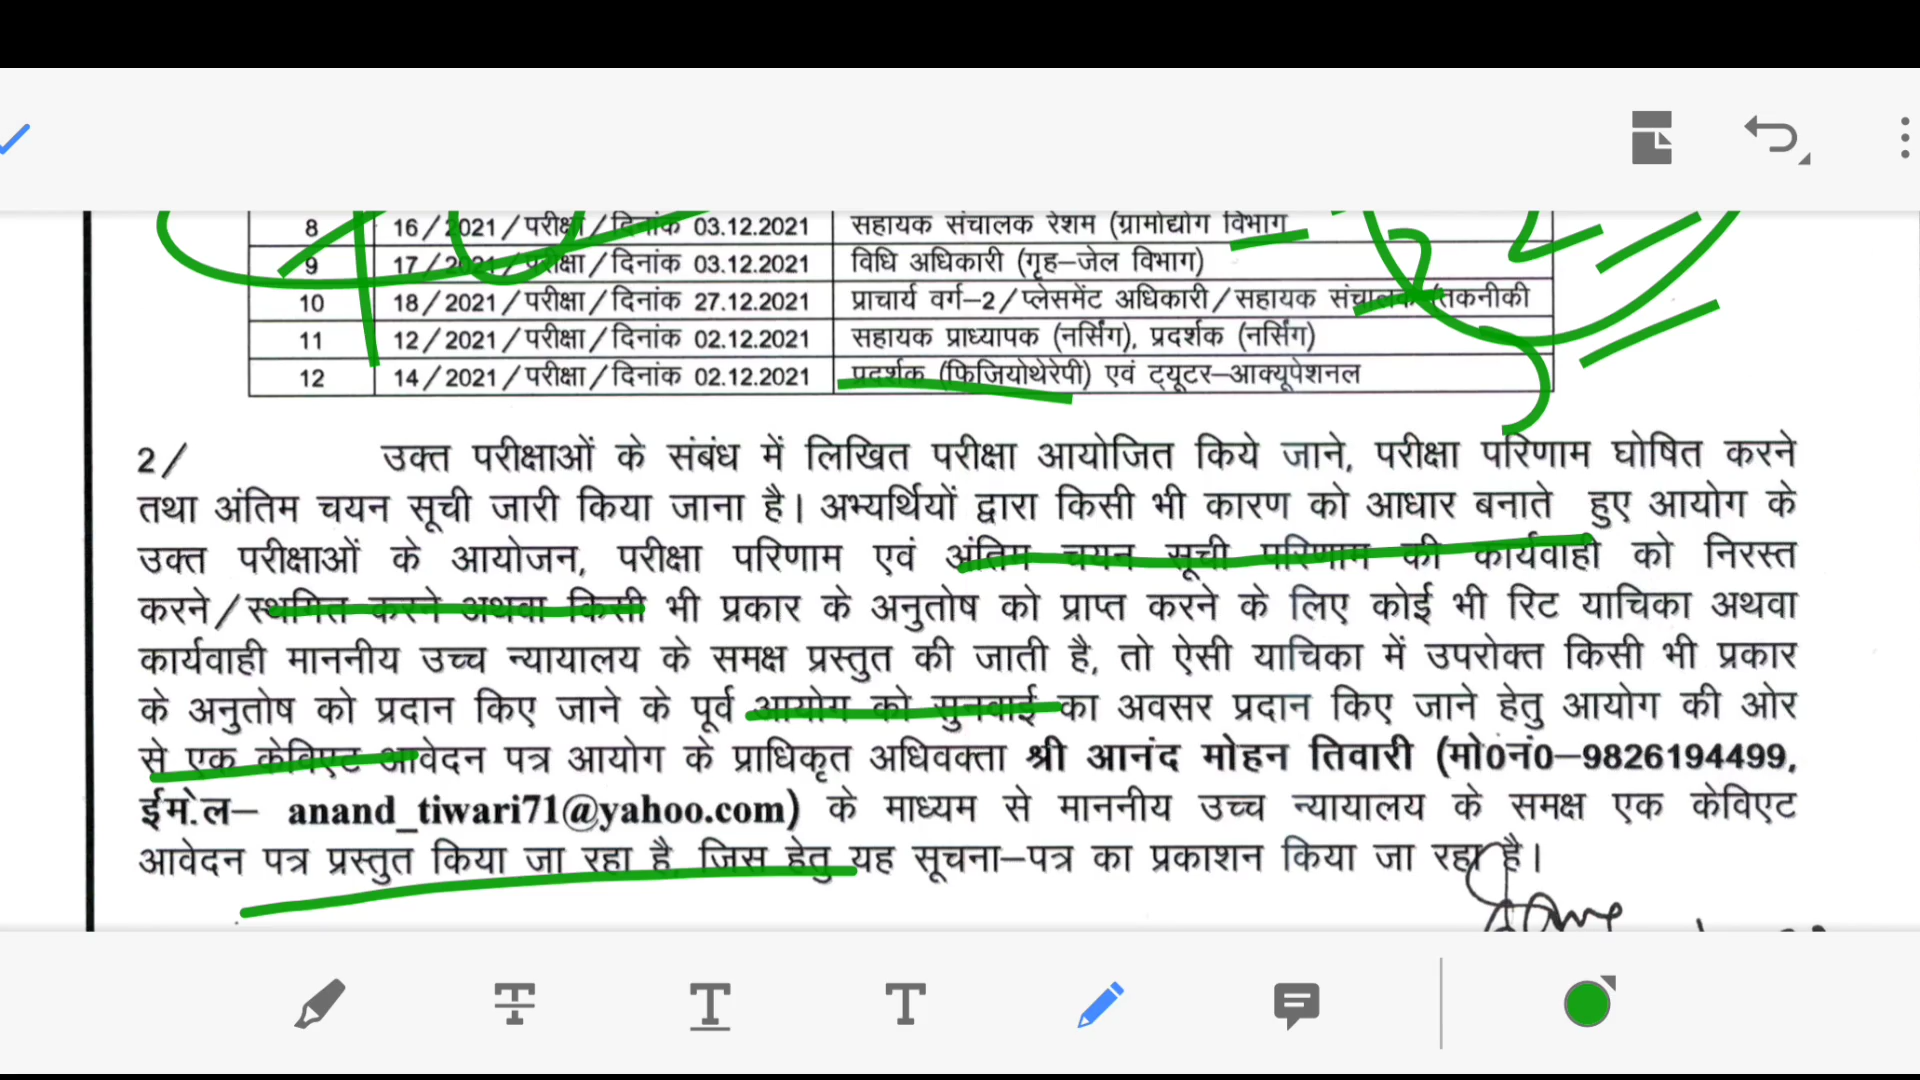 8 16/2021/परीक्षा/दिनांक 03.12.2021 सहायक संचालक रेशम (ग्रामोद्योग विभाग
9 17/2021/परीक्षा/दिनांक 03.12.2021 विधि अधिकारी (गृह–जेल विभाग)
10 18/2021/परीक्षा/दिनांक 27.12.2021 प्राचार्य वर्ग–2/प्लेसमेंट अधिकारी/सहायक संचालक (तकनीकी
11 12/2021/परीक्षा/दिनांक 02.12.2021 सहायक प्राध्यापक (नर्सिंग), प्रदर्शक (नर्सिंग)
12 14/2021/परीक्षा/दिनांक 02.12.2021 प्रदर्शक (फिजियोथेरेपी) एवं ट्यूटर–आक्यूपेशनल
2/ उक्त परीक्षाओं के संबंध में लिखित परीक्षा आयोजित किये जाने, परीक्षा परिणाम घोषित करने
तथा अंतिम चयन सूची जारी किया जाना है। अभ्यर्थियों द्वारा किसी भी कारण को आधार बनाते हुए आयोग के
उक्त परीक्षाओं के आयोजन, परीक्षा परिणाम एवं अंतिम चयन सूची परिणाम की कार्यवाही को निरस्त
करने/स्थगित करने अथवा किसी भी प्रकार के अनुतोष को प्राप्त करने के लिए कोई भी रिट याचिका अथवा
कार्यवाही माननीय उच्च न्यायालय के समक्ष प्रस्तुत की जाती है, तो ऐसी याचिका में उपरोक्त किसी भी प्रकार
के अनुतोष को प्रदान किए जाने के पूर्व आयोग को सुनवाई का अवसर प्रदान किए जाने हेतु आयोग की ओर
से एक केविएट आवेदन पत्र आयोग के प्राधिकृत अधिवक्ता श्री आनंद मोहन तिवारी (मो0नं0–9826194499,
ईमे.ल– anand_tiwari71@yahoo.com) के माध्यम से माननीय उच्च न्यायालय के समक्ष एक केविएट
आवेदन पत्र प्रस्तुत किया जा रहा है, जिस हेतु यह सूचना–पत्र का प्रकाशन किया जा रहा है।